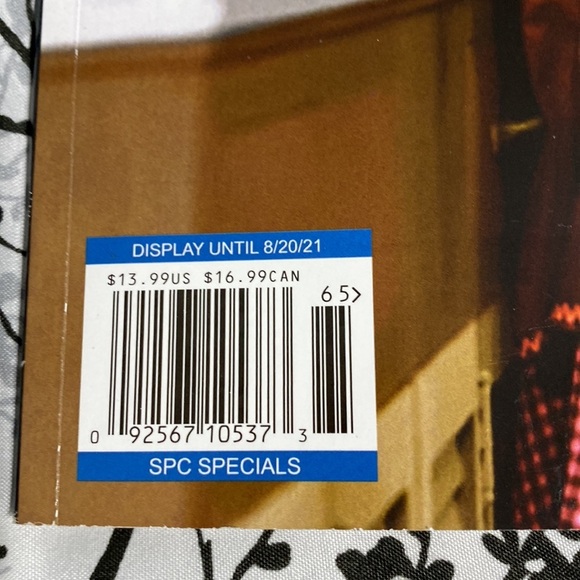 DISPLAY UNTIL 8/20/21
$13.99US $16.99CAN
65>
0 92567 10537 3
SPC SPECIALS